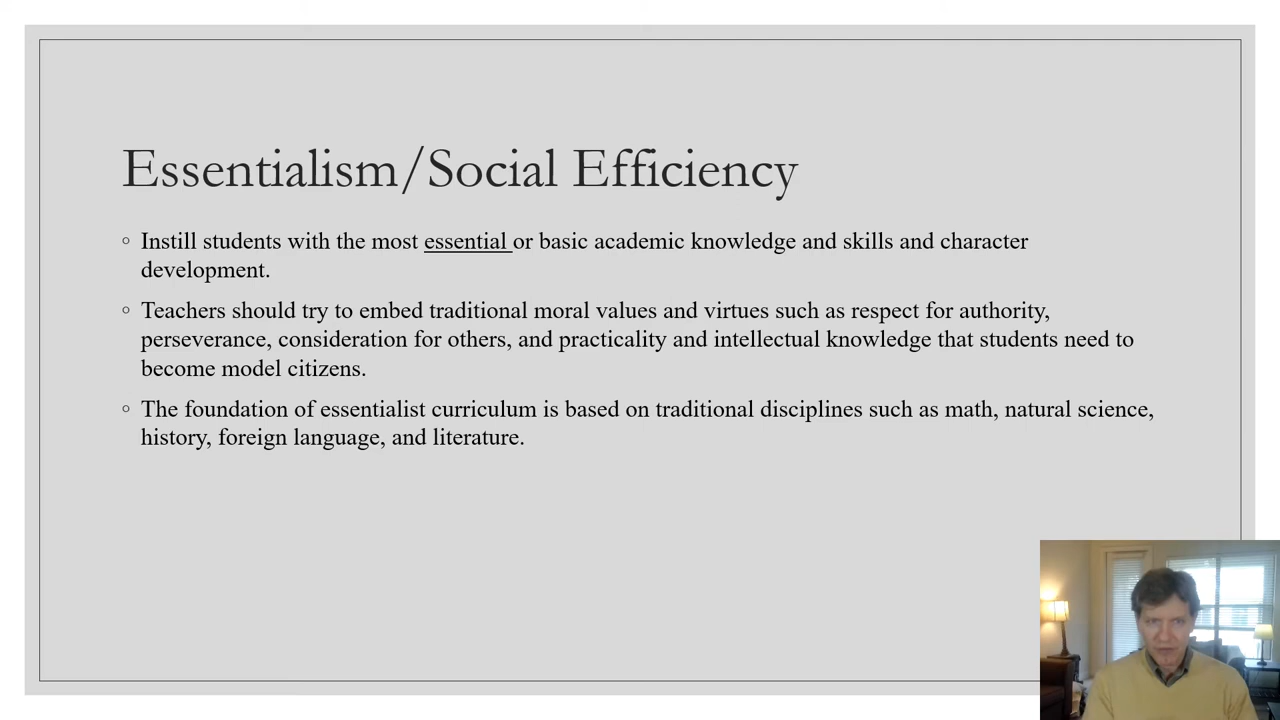 Essentialism/Social Efficiency
◦ Instill students with the most essential or basic academic knowledge and skills and character
development.
◦ Teachers should try to embed traditional moral values and virtues such as respect for authority,
perseverance, consideration for others, and practicality and intellectual knowledge that students need to
become model citizens.
◦ The foundation of essentialist curriculum is based on traditional disciplines such as math, natural science,
history, foreign language, and literature.